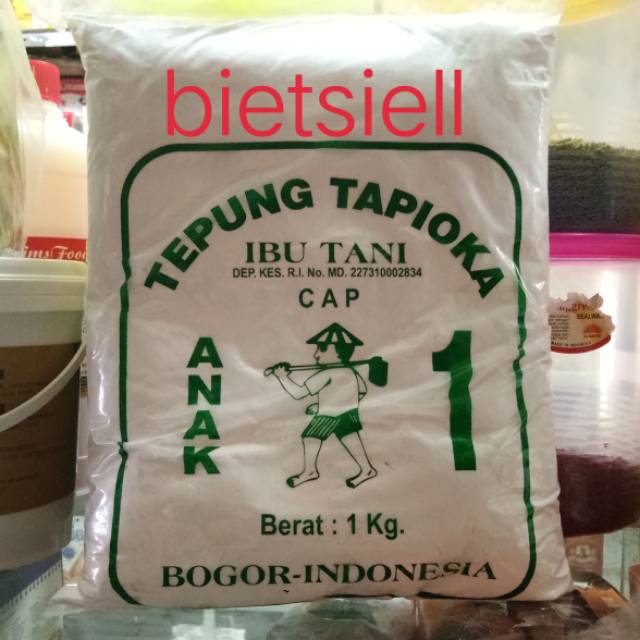 bietsiell
TEPUNG TAPIOKA
IBU TANI
DEP. KES. R.I. No. MD. 227310002834
CAP
ANAK
1
Berat : 1 Kg.
BOGOR-INDONESIA